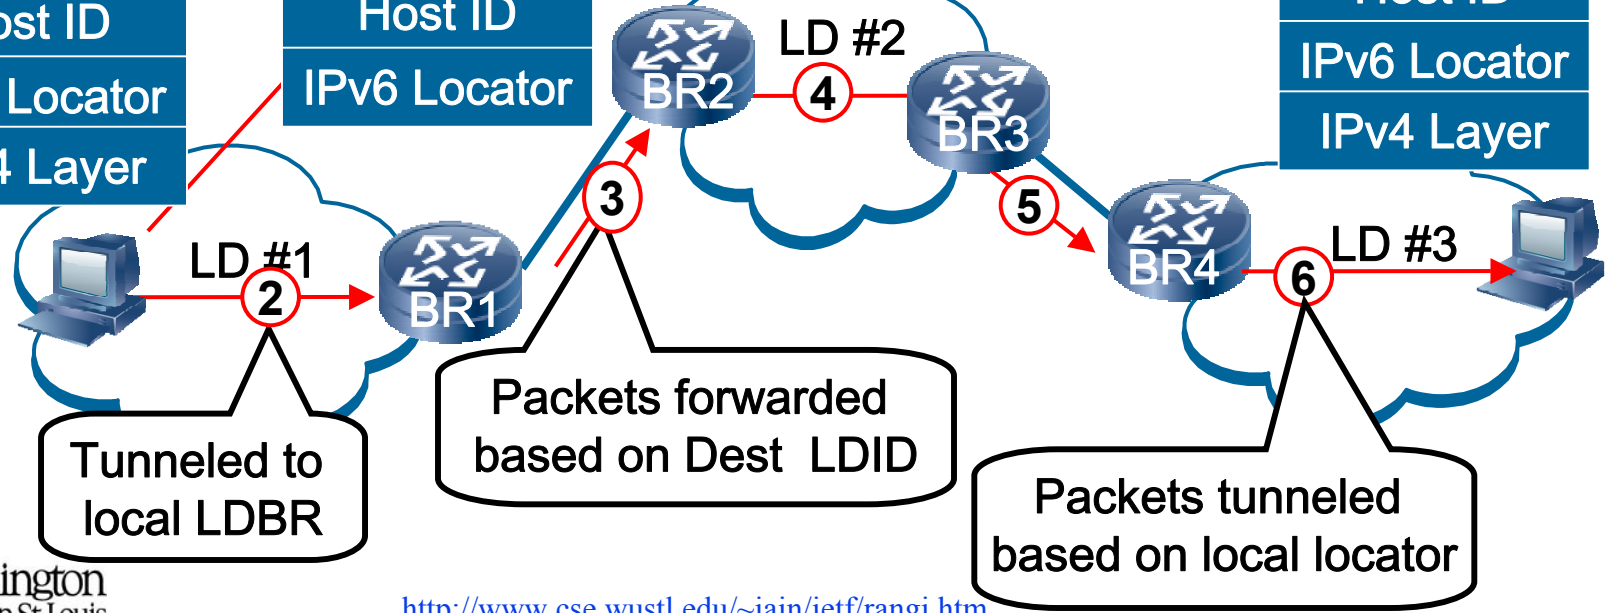 Host ID
IPv6 Locator
Locator
4 Layer
LD #2
BR2
4
BR3
IPv6 Locator
IPv4 Layer
3
5
LD #1
2
BR1
BR4
6
LD #3
Packets forwarded
based on Dest LDID
Tunneled to
local LDBR
Packets tunneled
based on local locator
http://www.cse.wustl.edu/~jain/ietf/rangi.htm